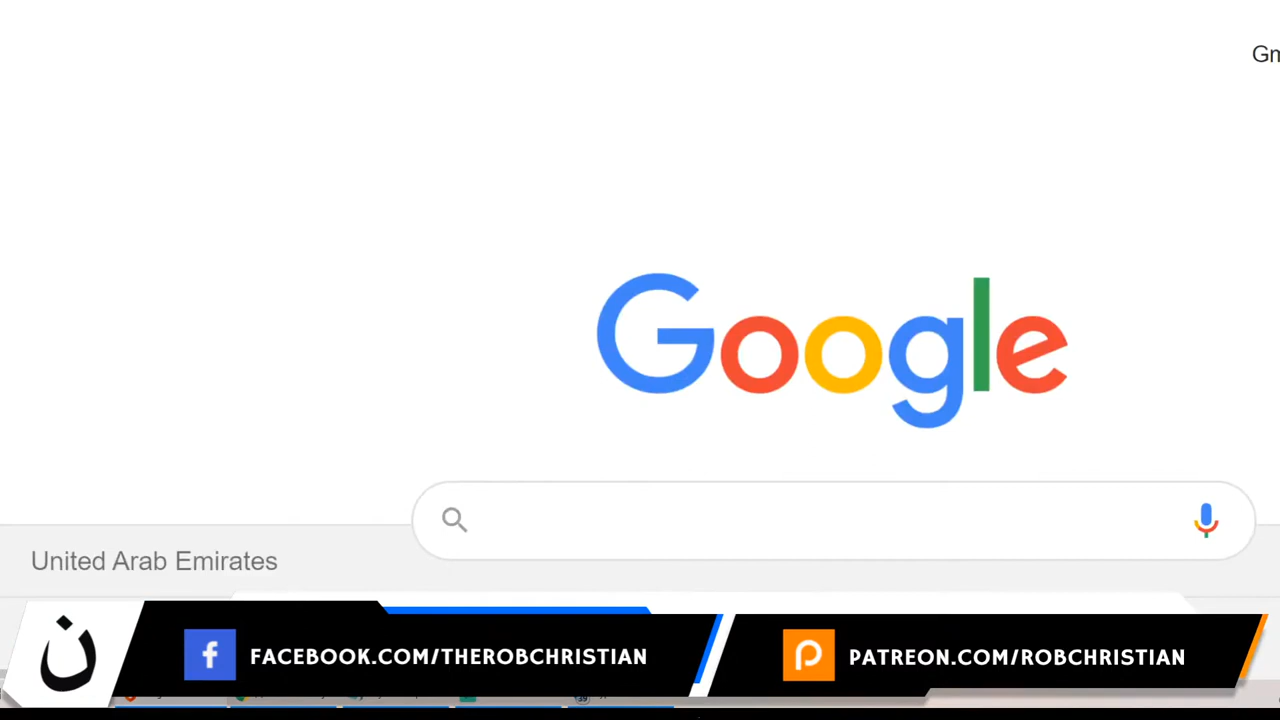 Gm
Google
United Arab Emirates
ن
FACEBOOK.COM/THEROBCHRISTIAN
PATREON.COM/ROBCHRISTIAN